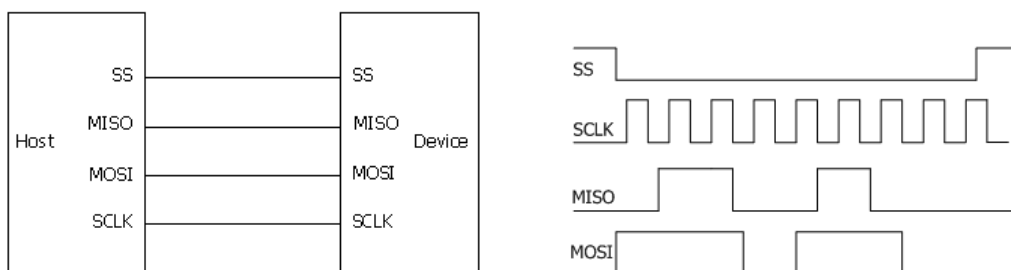 SS
SS
MISO
MISO
Host
Device
MOSI
MOSI
SCLK
SCLK
SS
SCLK
MISO
MOSI